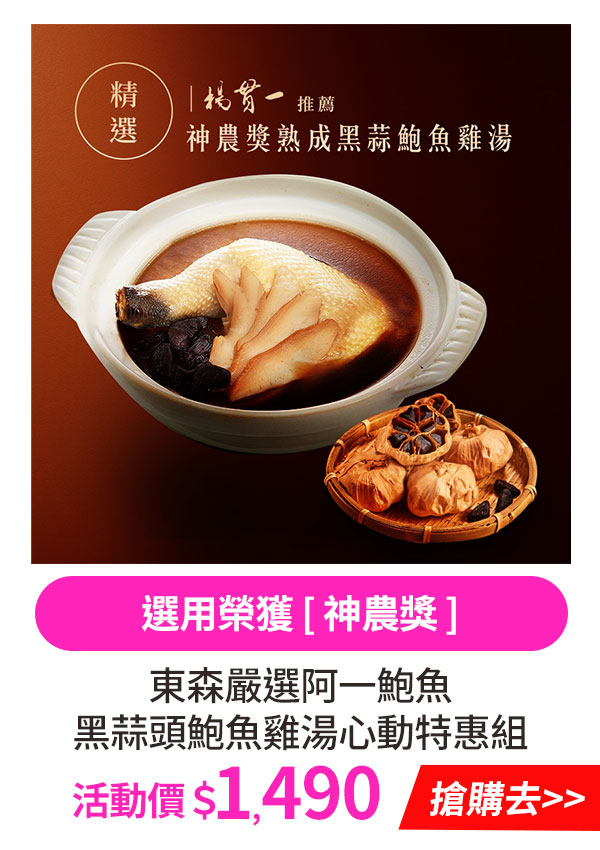 精選
楊貫一 推薦
神農獎熟成黑蒜鮑魚雞湯
選用榮獲 [ 神農獎 ]
東森嚴選阿一鮑魚
黑蒜頭鮑魚雞湯心動特惠組
活動價 $1,490
搶購去>>